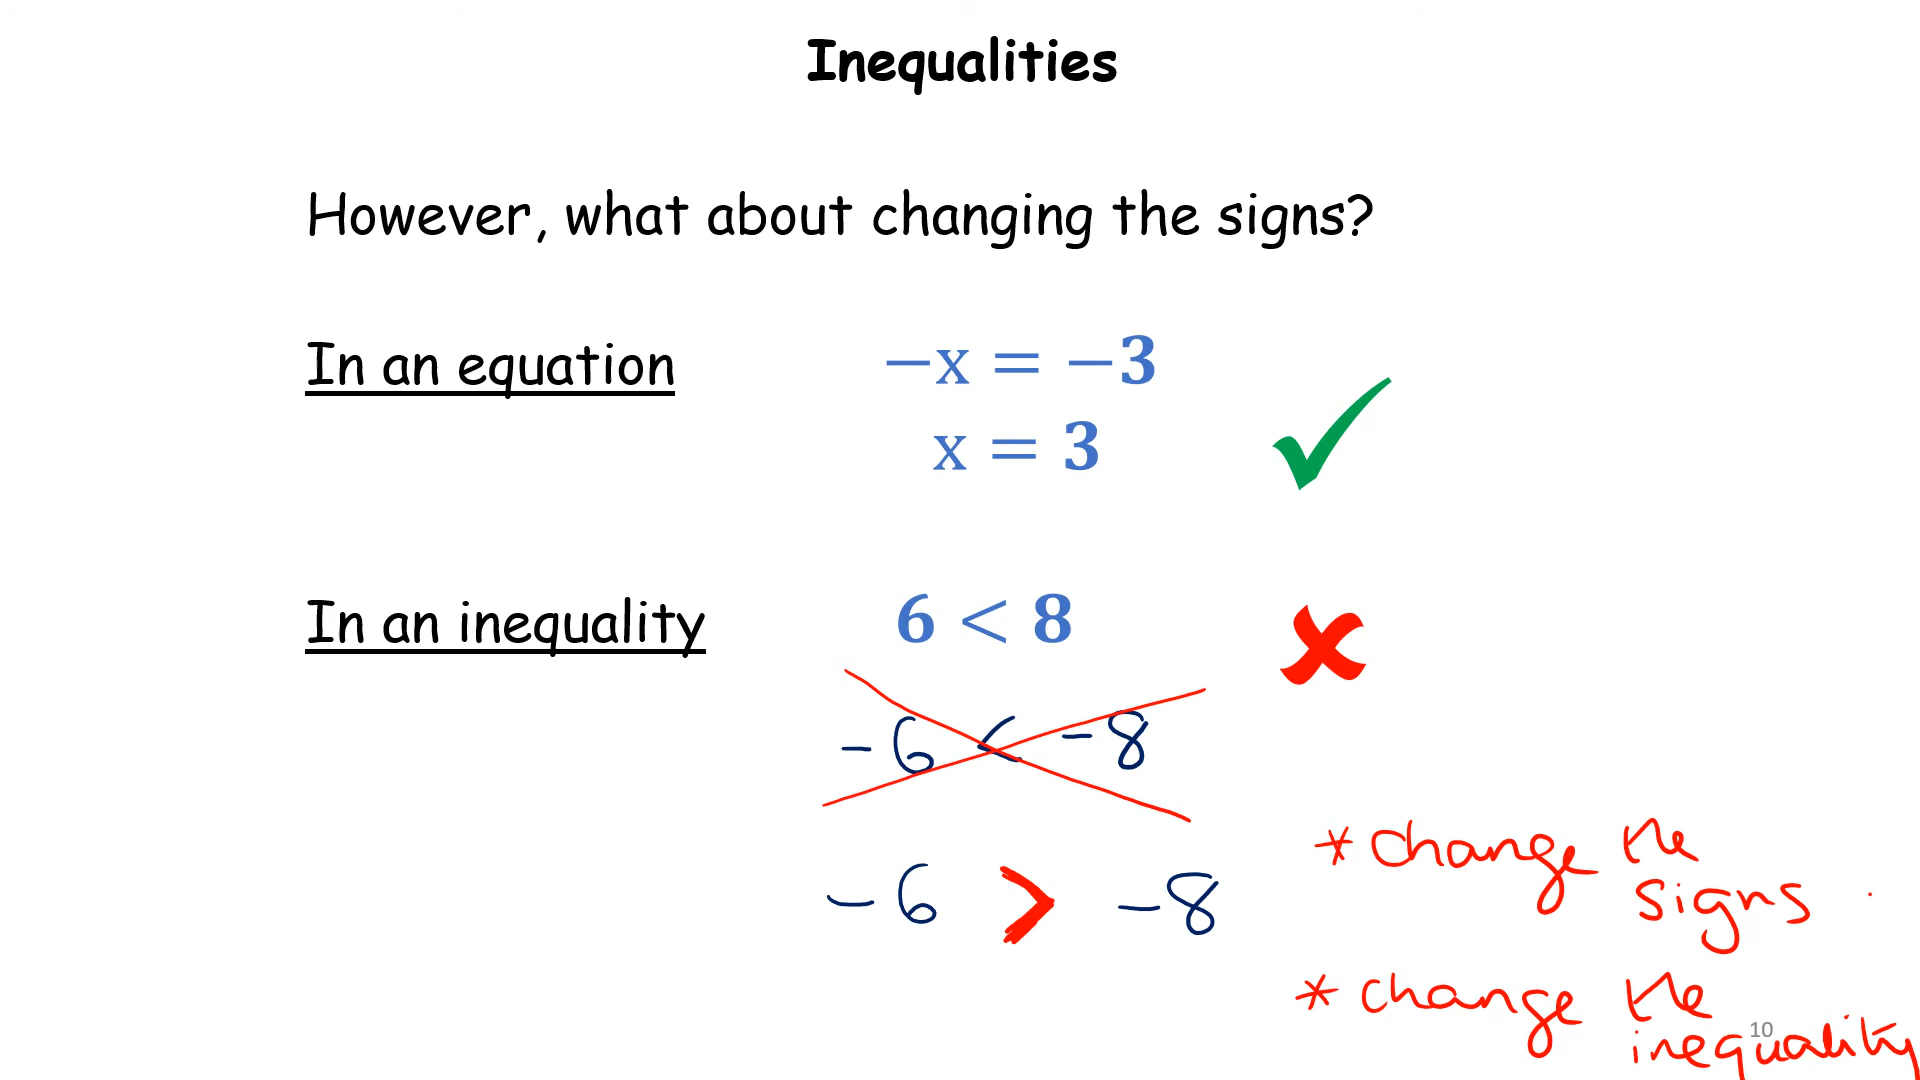 Inequalities
However, what about changing the signs?
In an equation
−x = −3
x = 3
In an inequality
6 < 8
-6 < -8
-6 > -8
* change the
signs
* change the
inequality
10